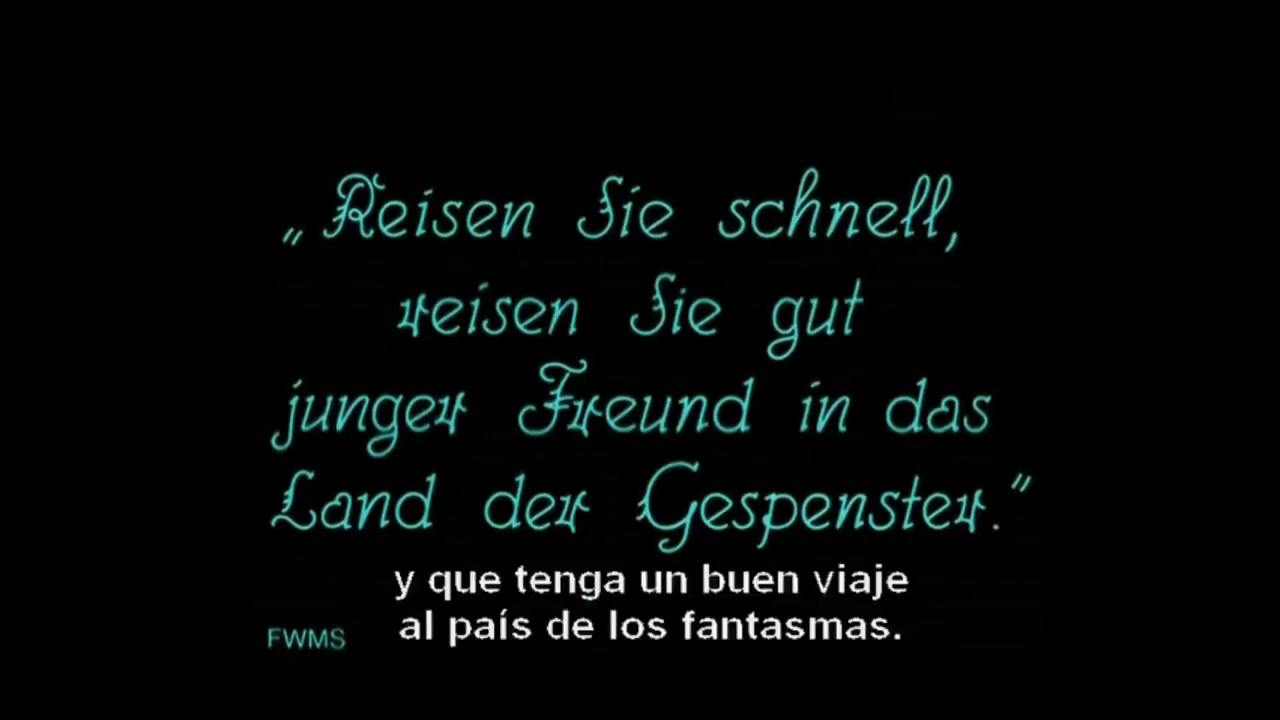 „Reisen Sie schnell,
reisen Sie gut
junger Freund in das
Land der Gespenster.”
y que tenga un buen viaje
al país de los fantasmas.
FWMS